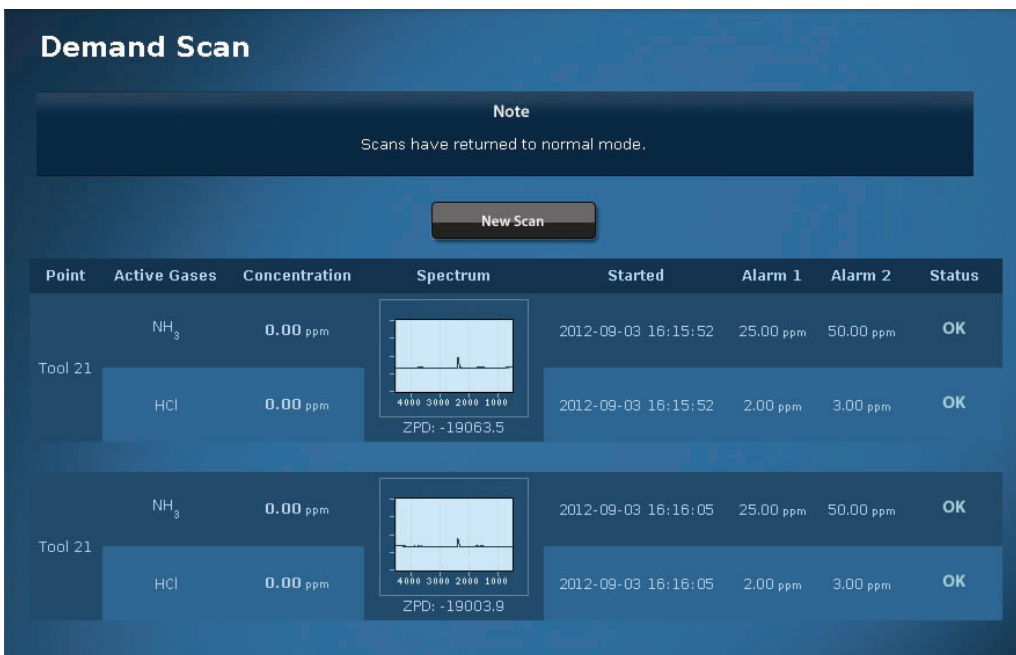 Demand Scan
Note
Scans have returned to normal mode.
New Scan
Point Active Gases Concentration Spectrum Started Alarm 1 Alarm 2 Status
Tool 21
NH₃ 0.00 ppm 2012-09-03 16:15:52 25.00 ppm 50.00 ppm OK
HCl 0.00 ppm 2012-09-03 16:15:52 2.00 ppm 3.00 ppm OK
4000 3000 2000 1000
ZPD: -19063.5
Tool 21
NH₃ 0.00 ppm 2012-09-03 16:16:05 25.00 ppm 50.00 ppm OK
HCl 0.00 ppm 2012-09-03 16:16:05 2.00 ppm 3.00 ppm OK
4000 3000 2000 1000
ZPD: -19003.9